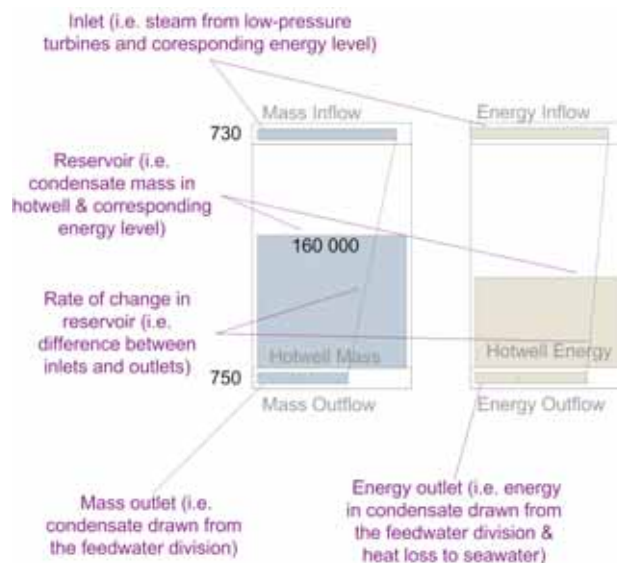 Inlet (i.e. steam from low-pressure
turbines and coresponding energy level)
Mass Inflow
Energy Inflow
730
Reservoir (i.e.
condensate mass in
hotwell & corresponding
energy level)
160 000
Rate of change in
reservoir (i.e.
difference between
inlets and outlets)
Hotwell Mass
Hotwell Energy
750
Mass Outflow
Energy Outflow
Mass outlet (i.e.
condensate drawn from
the feedwater division)
Energy outlet (i.e. energy
in condensate drawn from
the feedwater division &
heat loss to seawater)